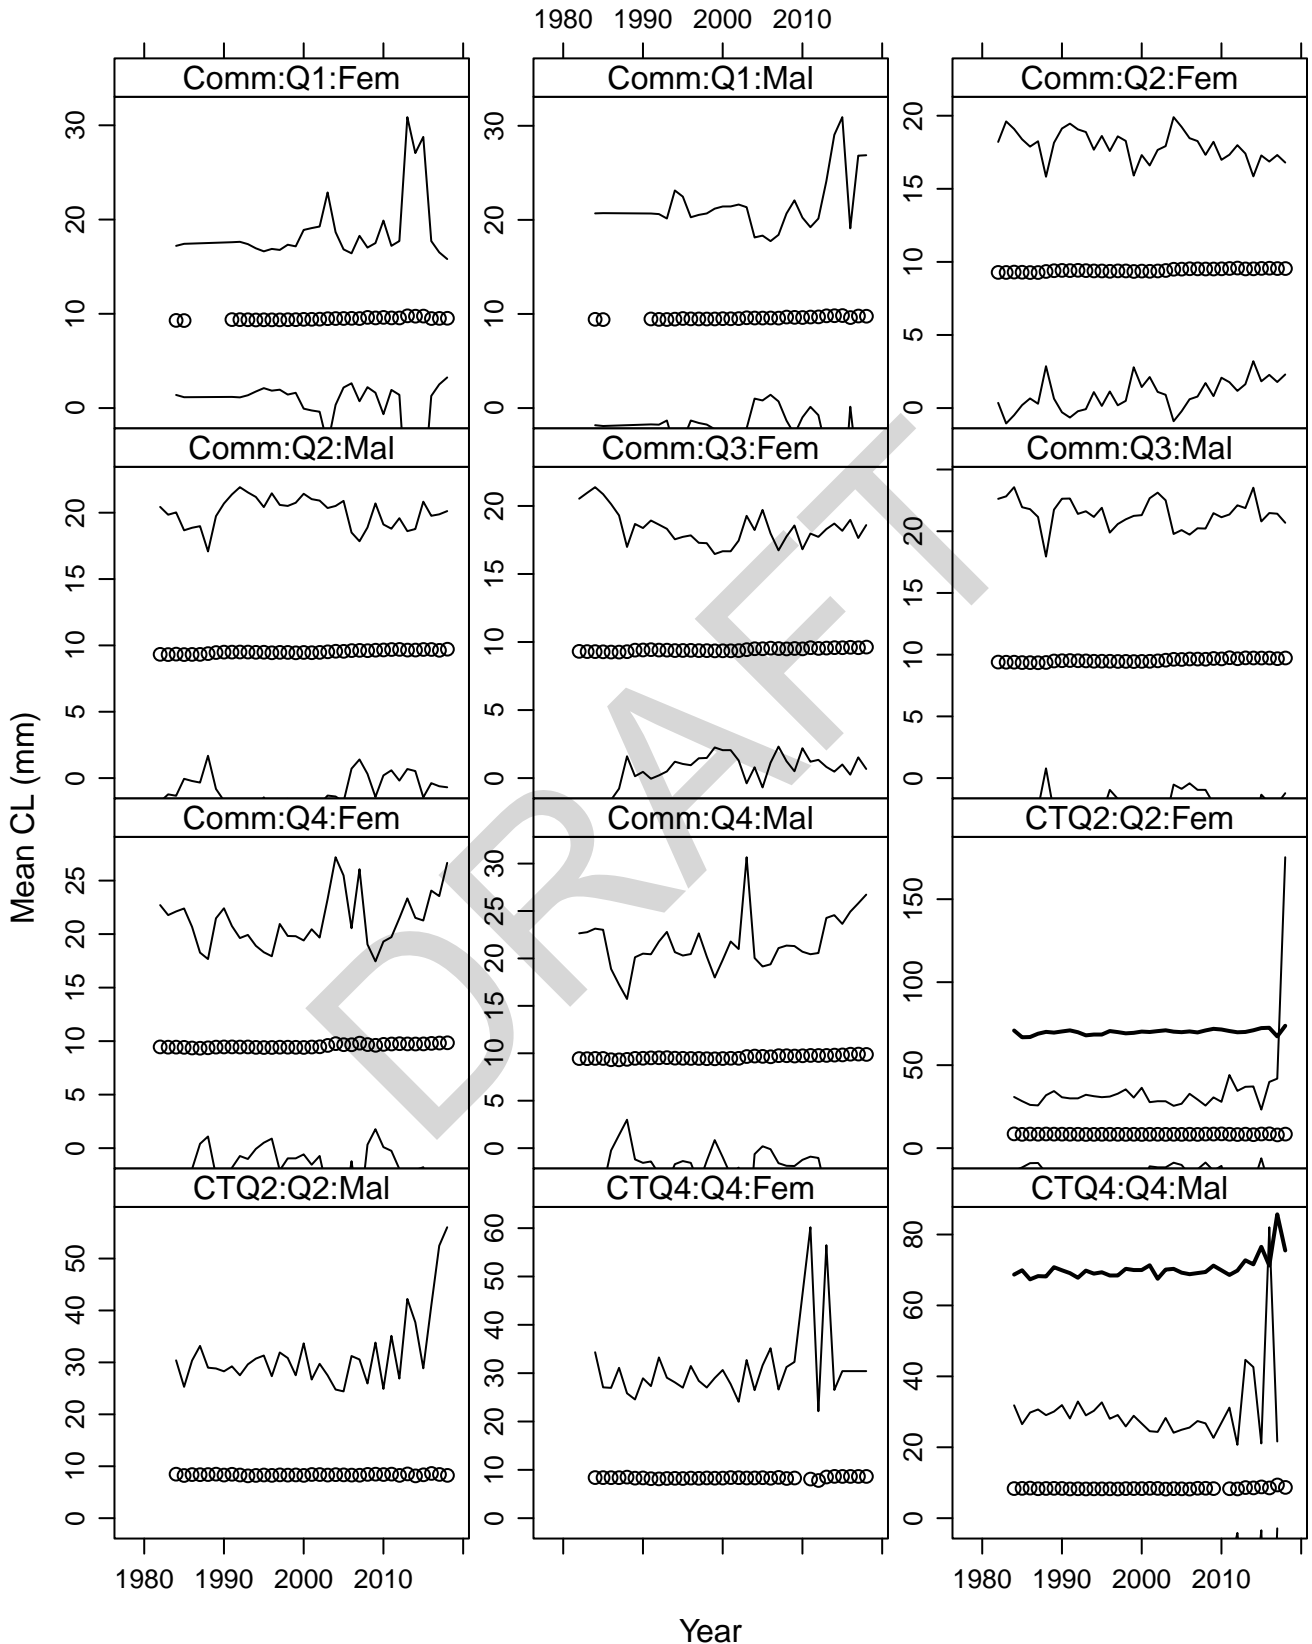 1980 1990 2000 2010
Comm:Q1:Fem Comm:Q1:Mal Comm:Q2:Fem
30 20 10 0
30 20 10 0
20 15 10 5 0
Comm:Q2:Mal Comm:Q3:Fem Comm:Q3:Mal
20 15 10 5 0
20 15 10 5 0
20 15 10 5 0
Mean CL (mm)
DRAFT
Comm:Q4:Fem Comm:Q4:Mal CTQ2:Q2:Fem
25 20 15 10 5 0
30 25 20 15 10 5 0
150 100 50 0
CTQ2:Q2:Mal CTQ4:Q4:Fem CTQ4:Q4:Mal
50 40 30 20 10 0
60 50 40 30 20 10 0
80 60 40 20 0
1980 1990 2000 2010 1980 1990 2000 2010
Year